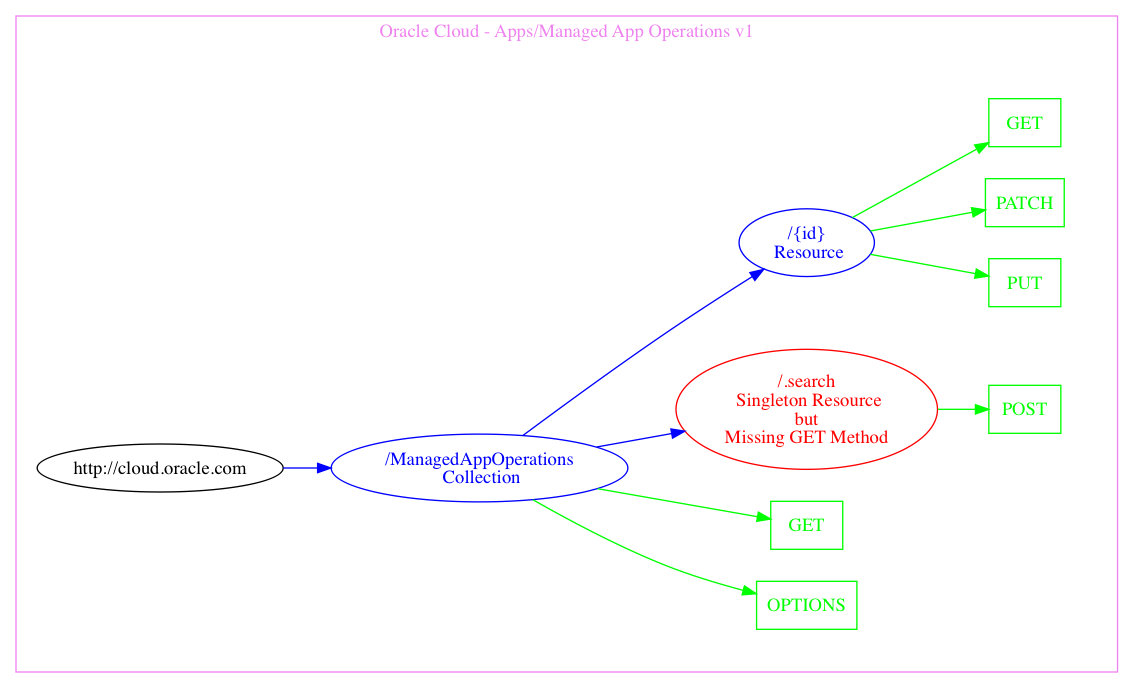 Oracle Cloud - Apps/Managed App Operations v1
http://cloud.oracle.com
/ManagedAppOperations
Collection
/{id}
Resource
GET
PATCH
PUT
/.search
Singleton Resource
but
Missing GET Method
POST
GET
OPTIONS